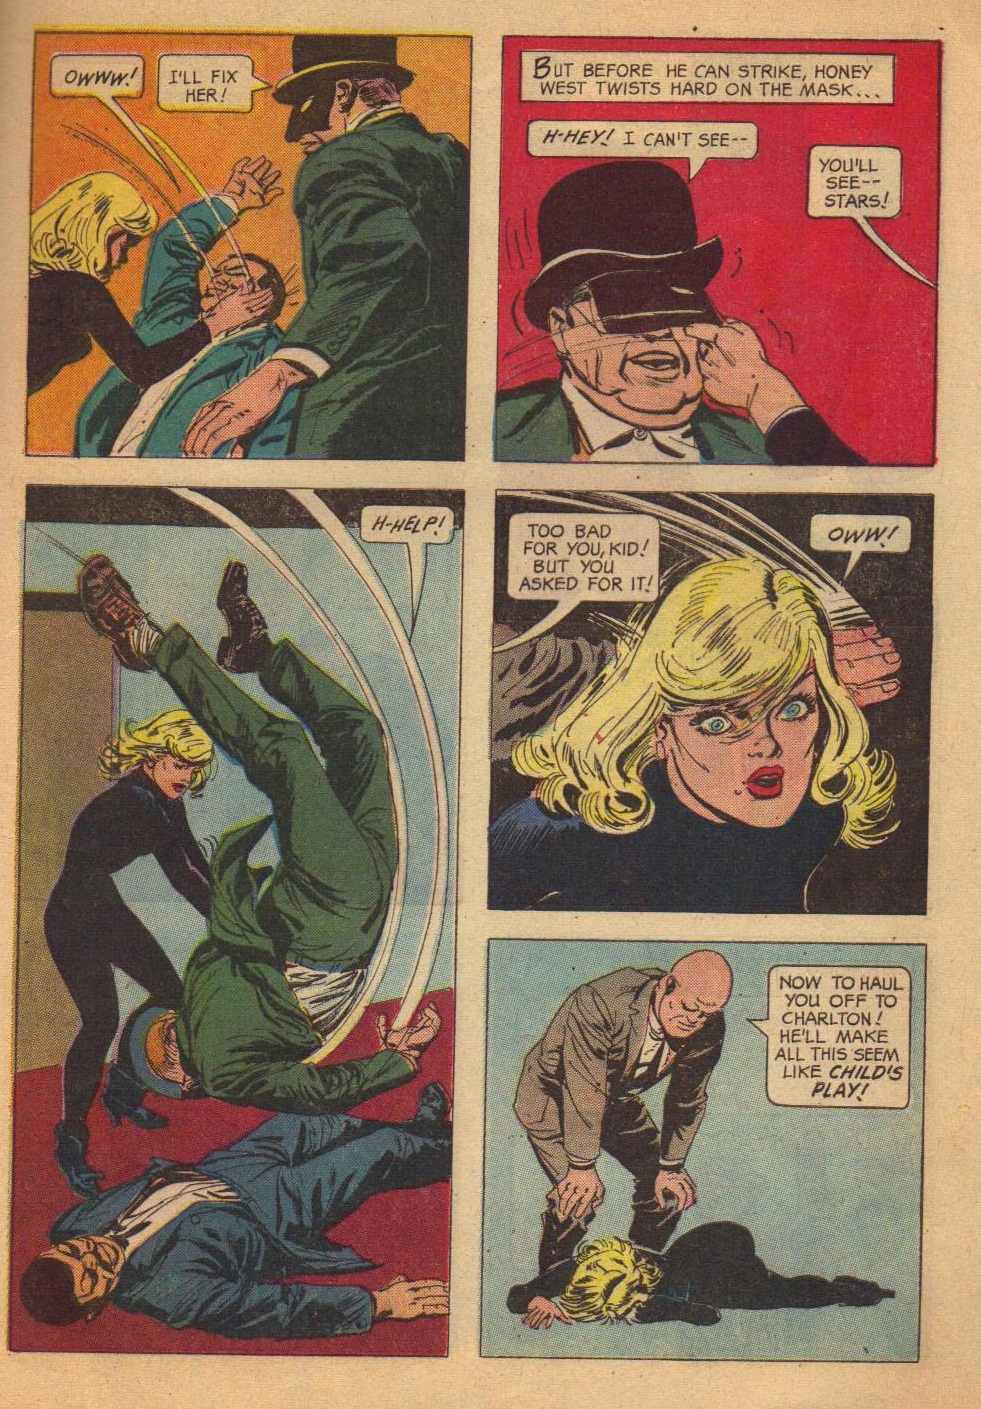 OWWW!
I'LL FIX
HER!
BUT BEFORE HE CAN STRIKE, HONEY
WEST TWISTS HARD ON THE MASK...
H-HEY! I CAN'T SEE--
YOU'LL
SEE--
STARS!
H-HELP!
TOO BAD
FOR YOU, KID!
BUT YOU
ASKED FOR IT!
OWW!
NOW TO HAUL
YOU OFF TO
CHARLTON!
HE'LL MAKE
ALL THIS SEEM
LIKE CHILD'S
PLAY!